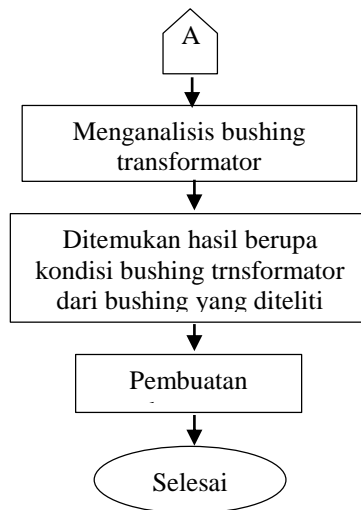 A
Menganalisis bushing
transformator
Ditemukan hasil berupa
kondisi bushing trnsformator
dari bushing yang diteliti
Pembuatan
Selesai